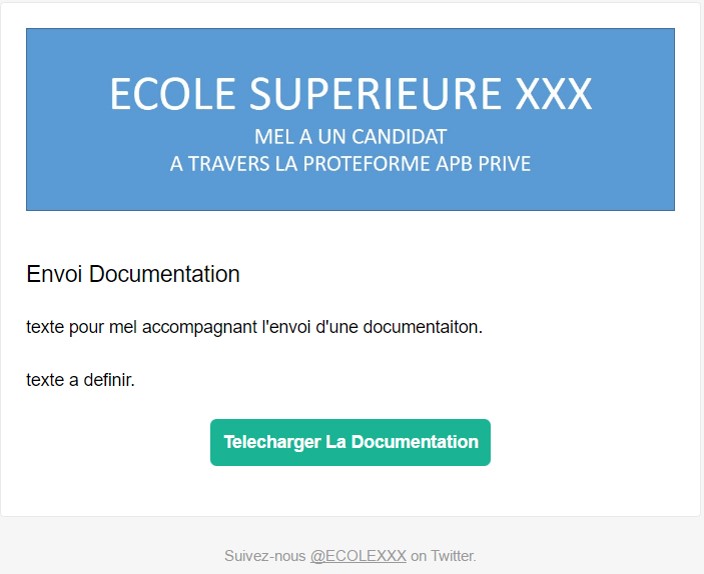 ECOLE SUPERIEURE XXX
MEL A UN CANDIDAT
A TRAVERS LA PROTEFORME APB PRIVE
Envoi Documentation
texte pour mel accompagnant l'envoi d'une documentaiton.
texte a definir.
Telecharger La Documentation
Suivez-nous @ECOLEXXX on Twitter.